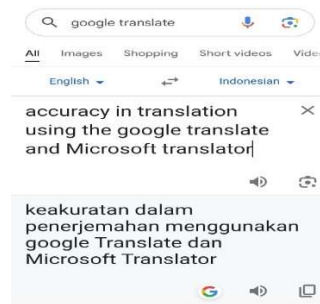 google translate
All Images Shopping Short videos Vide
English Indonesian
accuracy in translation
using the google translate
and Microsoft translator
keakuratan dalam
penerjemahan menggunakan
google Translate dan
Microsoft Translator